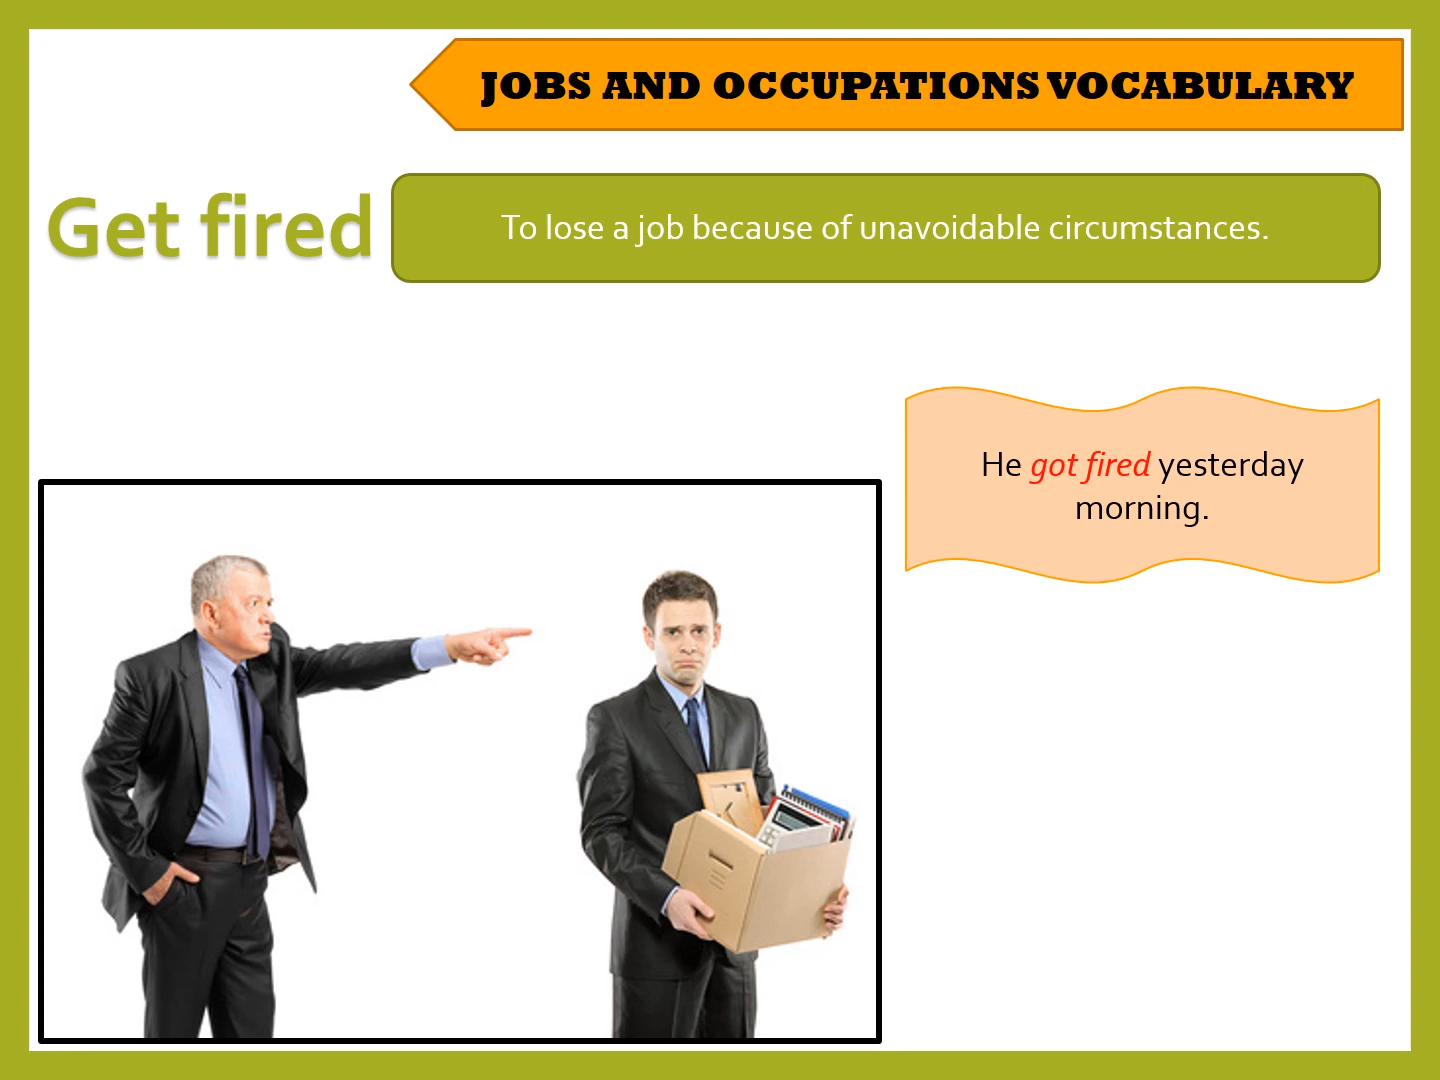 JOBS AND OCCUPATIONS VOCABULARY
Get fired
To lose a job because of unavoidable circumstances.
He got fired yesterday
morning.